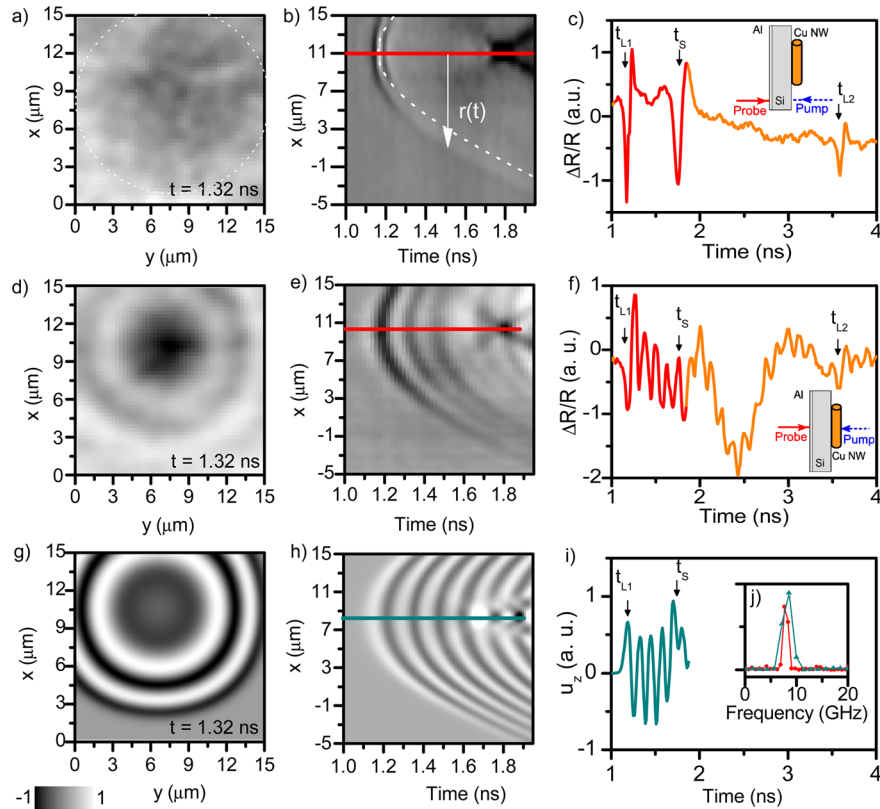 a)
15
12
9
6
3
0
x (μm)
t = 1.32 ns
0 3 6 9 12 15
y (μm)
b)
15
11
7
3
-1
-5
x (μm)
r(t)
1.0 1.2 1.4 1.6 1.8
Time (ns)
c)
1
0
-1
ΔR/R (a.u.)
tL1
tS
tL2
Al
Cu NW
Si
Probe
Pump
1 2 3 4
Time (ns)
d)
15
12
9
6
3
0
x (μm)
t = 1.32 ns
0 3 6 9 12 15
y (μm)
e)
15
11
7
3
-1
-5
x (μm)
1.0 1.2 1.4 1.6 1.8
Time (ns)
f)
1
0
-1
-2
ΔR/R (a. u.)
tL1
tS
tL2
Al
Probe
Pump
Si
Cu NW
1 2 3 4
Time (ns)
g)
15
12
9
6
3
0
x (μm)
t = 1.32 ns
0 3 6 9 12 15
y (μm)
-1 1
h)
15
11
7
3
-1
-5
x (μm)
1.0 1.2 1.4 1.6 1.8
Time (ns)
i)
1
0
-1
uz (a. u.)
tL1
tS
j)
0 10 20
Frequency (GHz)
1 2 3 4
Time (ns)